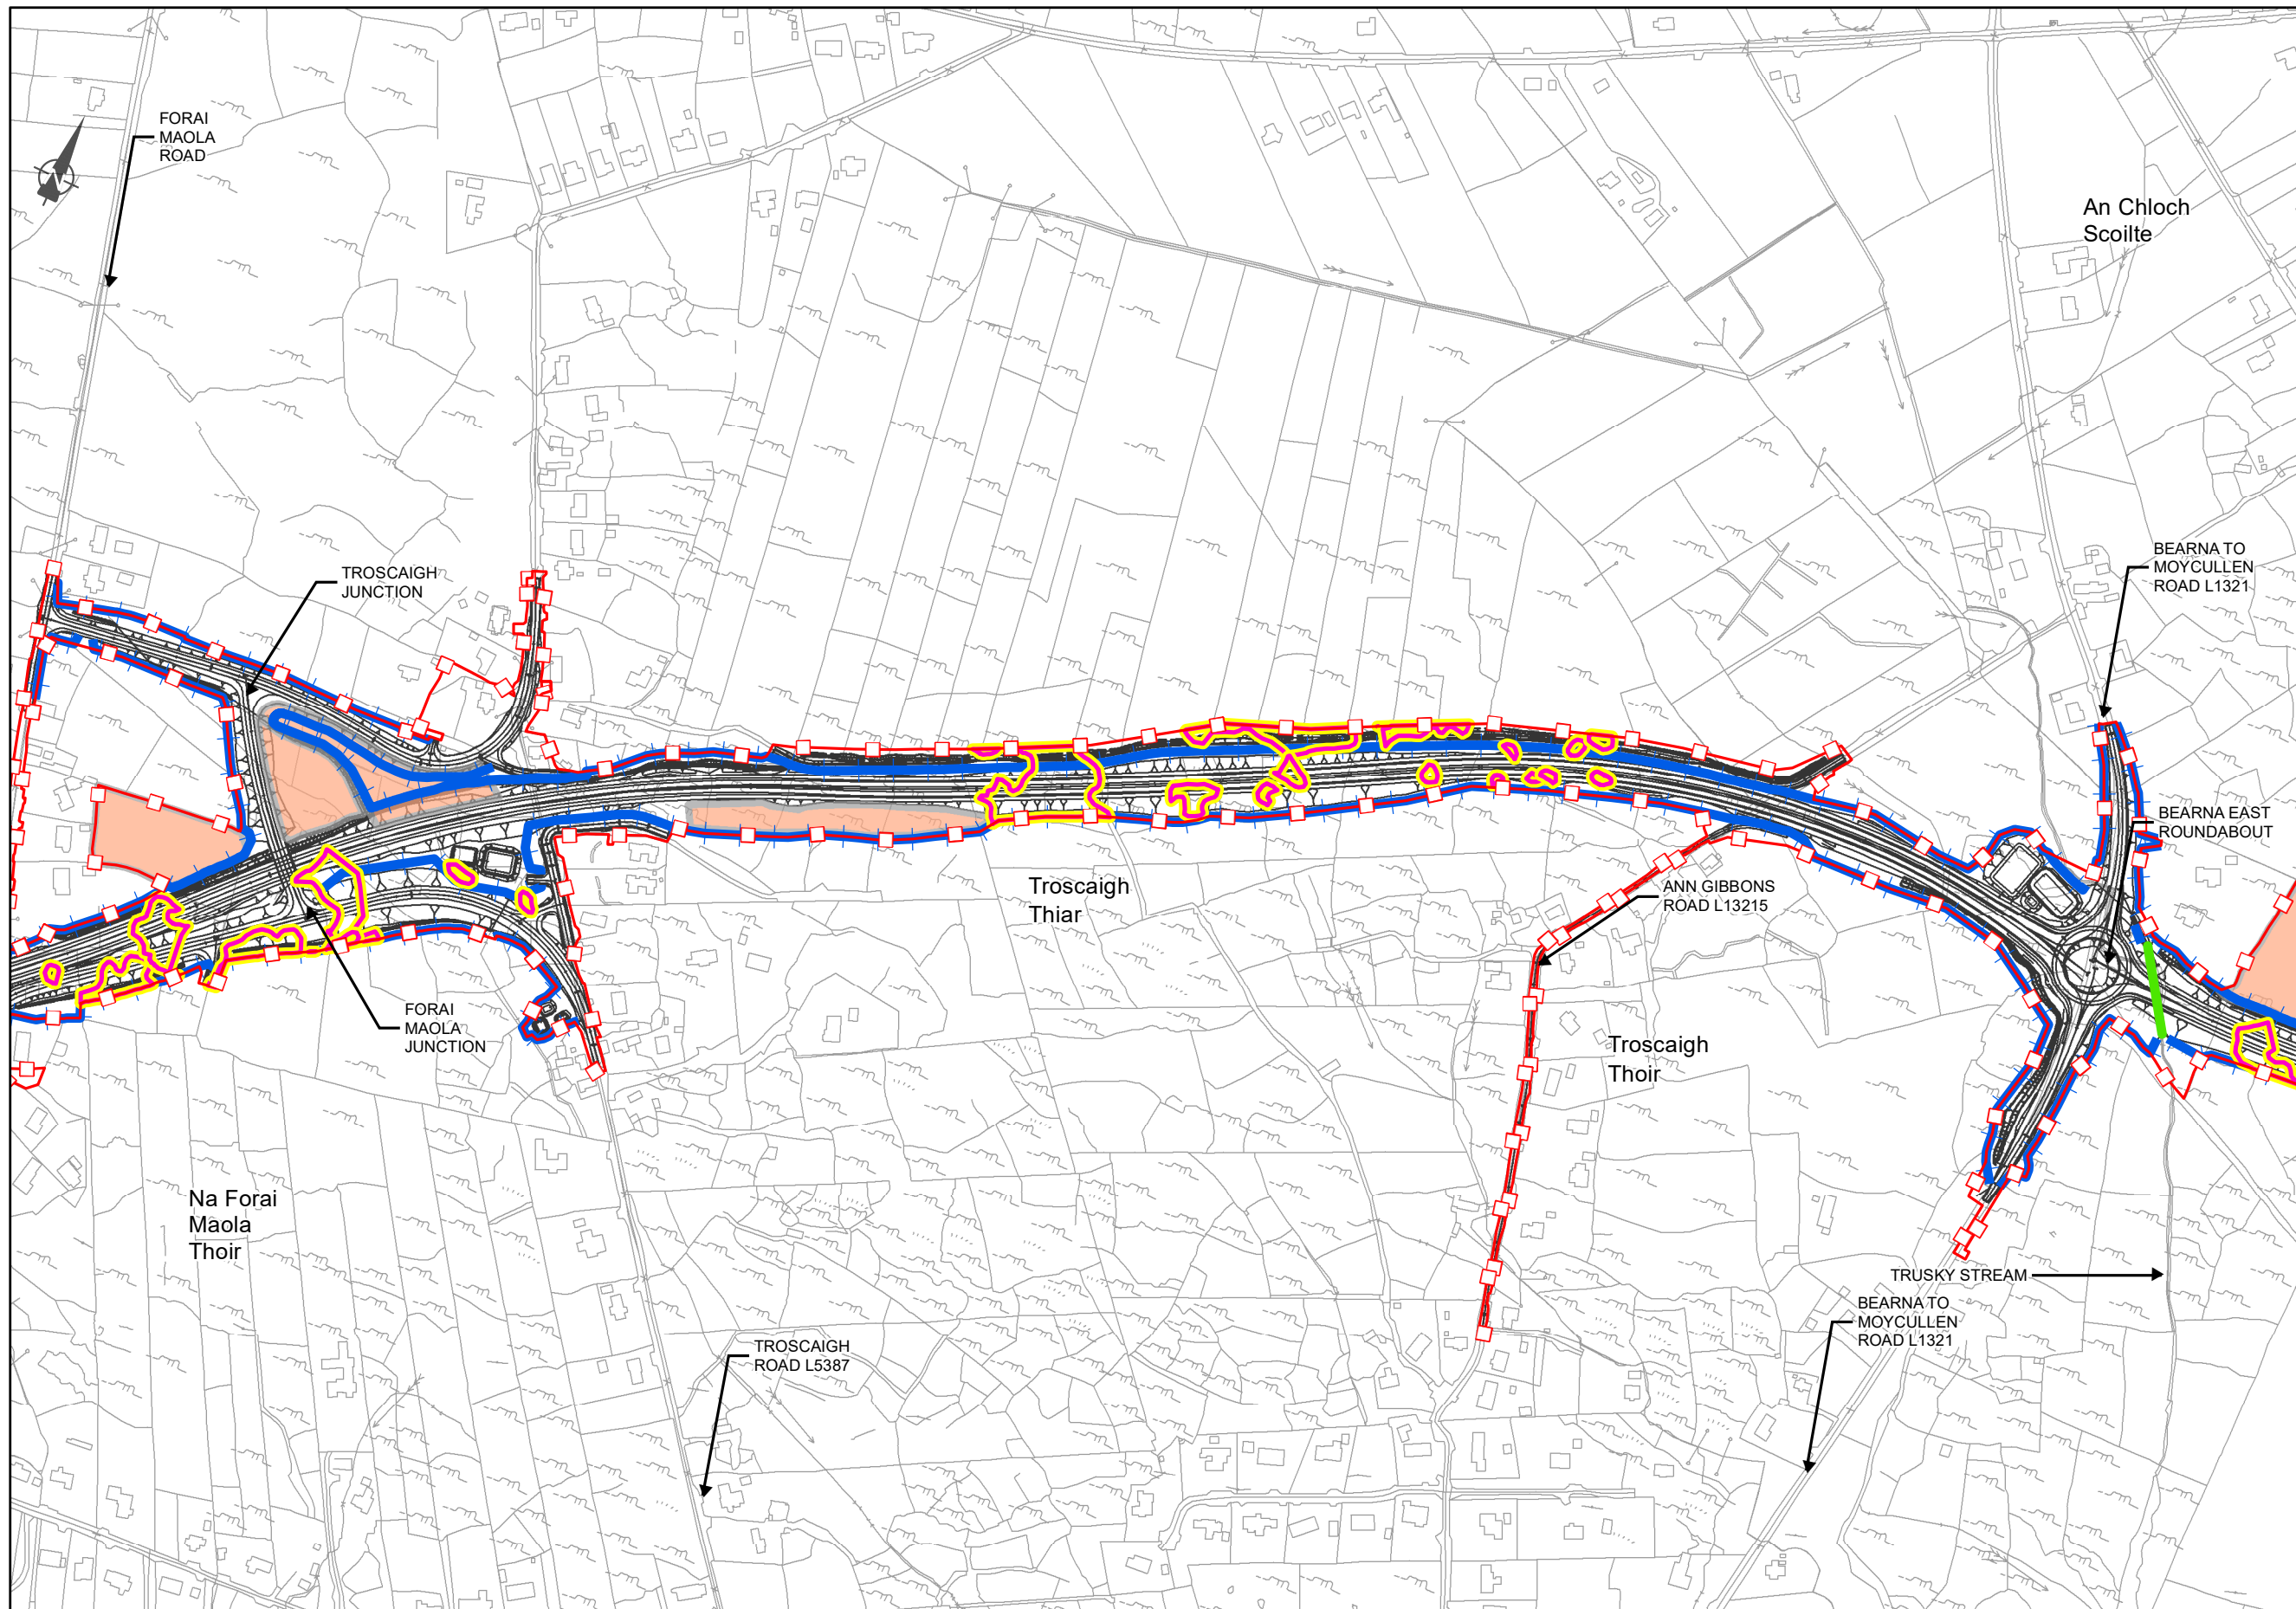 FORAI
MAOLA
ROAD
An Chloch
Scoilte
BEARNA TO
MOYCULLEN
ROAD L1321
TROSCAIGH
JUNCTION
BEARNA EAST
ROUNDABOUT
Troscaigh
Thiar
ANN GIBBONS
ROAD L13215
FORAI
MAOLA
JUNCTION
Troscaigh
Thoir
Na Forai
Maola
Thoir
TRUSKY STREAM
BEARNA TO
MOYCULLEN
ROAD L1321
TROSCAIGH
ROAD L5387